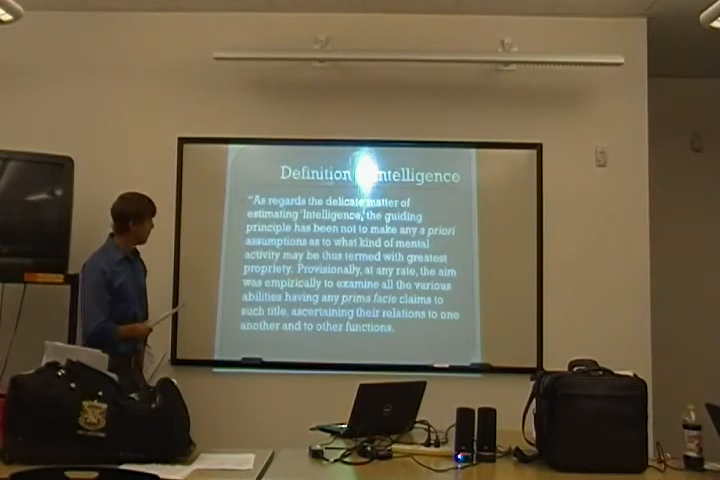 Definition Intelligence
“As regards the delicate matter of
estimating ‘Intelligence,’ the guiding
principle has been not to make any a priori
assumptions as to what kind of mental
activity may be thus termed with greatest
propriety. Provisionally, at any rate, the aim
was empirically to examine all the various
abilities having any prima facie claims to
such title, ascertaining their relations to one
another and to other functions.